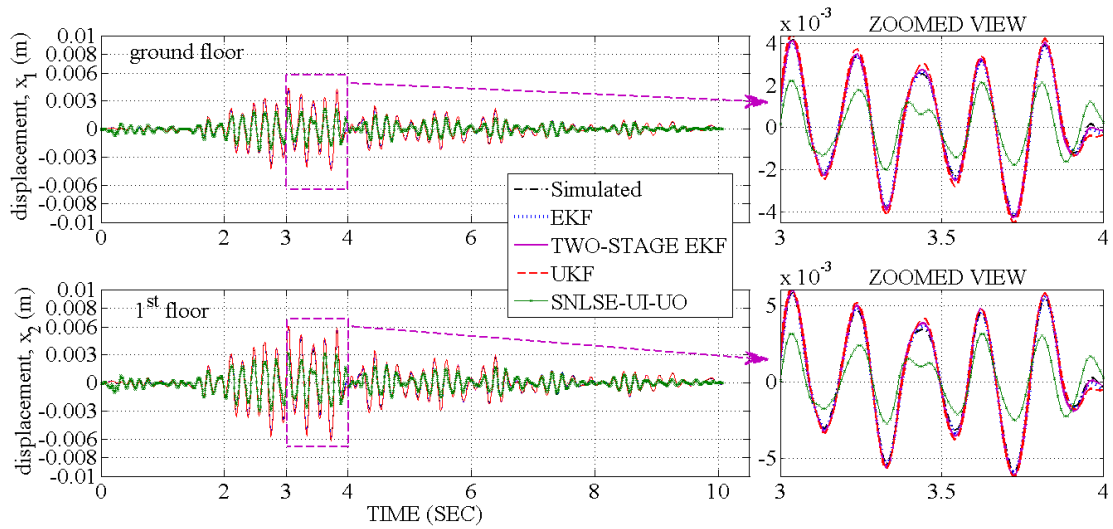 ground floor
displacement, x1 (m)
0.01
0.008
0.006
0.003
0
-0.003
-0.006
-0.008
-0.01
0 2 3 4 6 8 10
x 10-3
ZOOMED VIEW
4
2
0
-2
-4
3 3.5 4
Simulated
EKF
TWO-STAGE EKF
UKF
SNLSE-UI-UO
1st floor
displacement, x2 (m)
0.01
0.008
0.006
0.003
0
-0.003
-0.006
-0.008
-0.01
0 2 3 4 6 8 10
TIME (SEC)
x 10-3
ZOOMED VIEW
5
0
-5
3 3.5 4